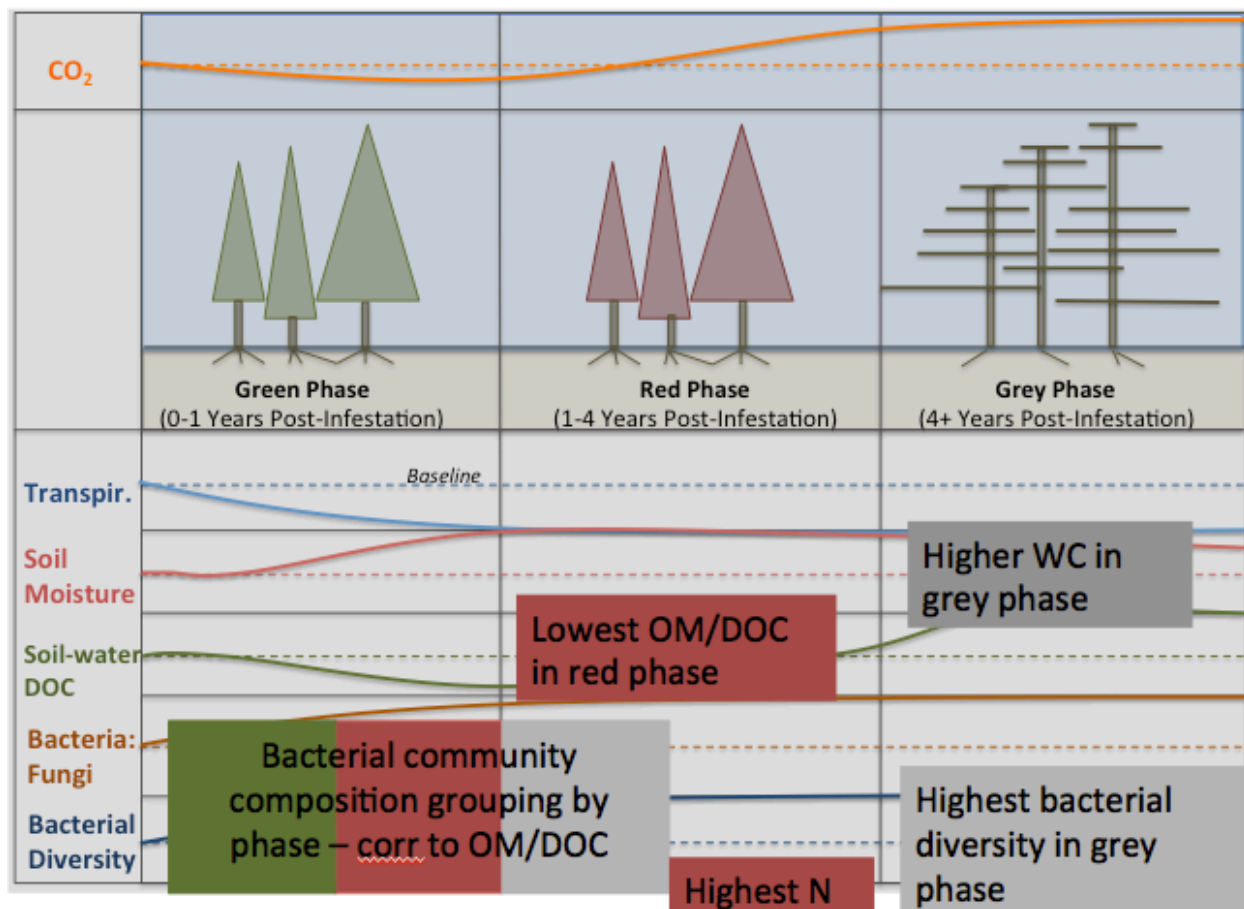 CO₂
Green Phase
(0-1 Years Post-Infestation)
Red Phase
(1-4 Years Post-Infestation)
Grey Phase
(4+ Years Post-Infestation)
Transpir.
Baseline
Soil
Moisture
Higher WC in
grey phase
Soil-water
DOC
Lowest OM/DOC
in red phase
Bacteria:
Fungi
Bacterial community
composition grouping by
phase – corr to OM/DOC
Bacterial
Diversity
Highest bacterial
diversity in grey
phase
Highest N